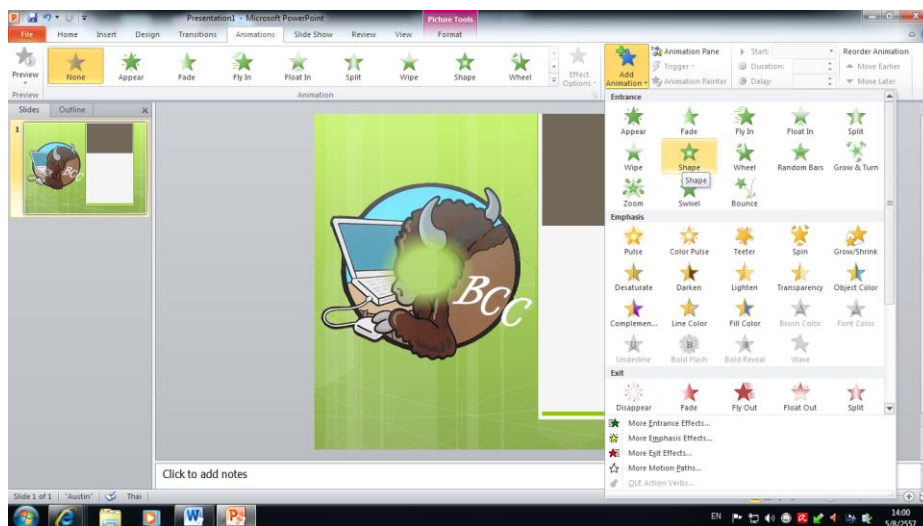 Presentation1 - Microsoft PowerPoint
Picture Tools
File Home Insert Design Transitions Animations Slide Show Review View Format
Preview
None Appear Fade Fly In Float In Split Wipe Shape Wheel
Effect Options
Add Animation
Animation Pane
Trigger
Animation Painter
Start:
Duration:
Delay:
Reorder Animation
Move Earlier
Move Later
Preview Animation
Slides Outline
1
BCC
BCC
Entrance
Appear Fade Fly In Float In Split
Wipe Shape Wheel Random Bars Grow & Turn
Shape
Zoom Swivel Bounce
Emphasis
Pulse Color Pulse Teeter Spin Grow/Shrink
Desaturate Darken Lighten Transparency Object Color
Complemen... Line Color Fill Color Brush Color Font Color
Underline Bold Flash Bold Reveal Wave
Exit
Disappear Fade Fly Out Float Out Split
More Entrance Effects...
More Emphasis Effects...
More Exit Effects...
More Motion Paths...
OLE Action Verbs...
Click to add notes
Slide 1 of 1 "Austin" Thai
EN
14:00